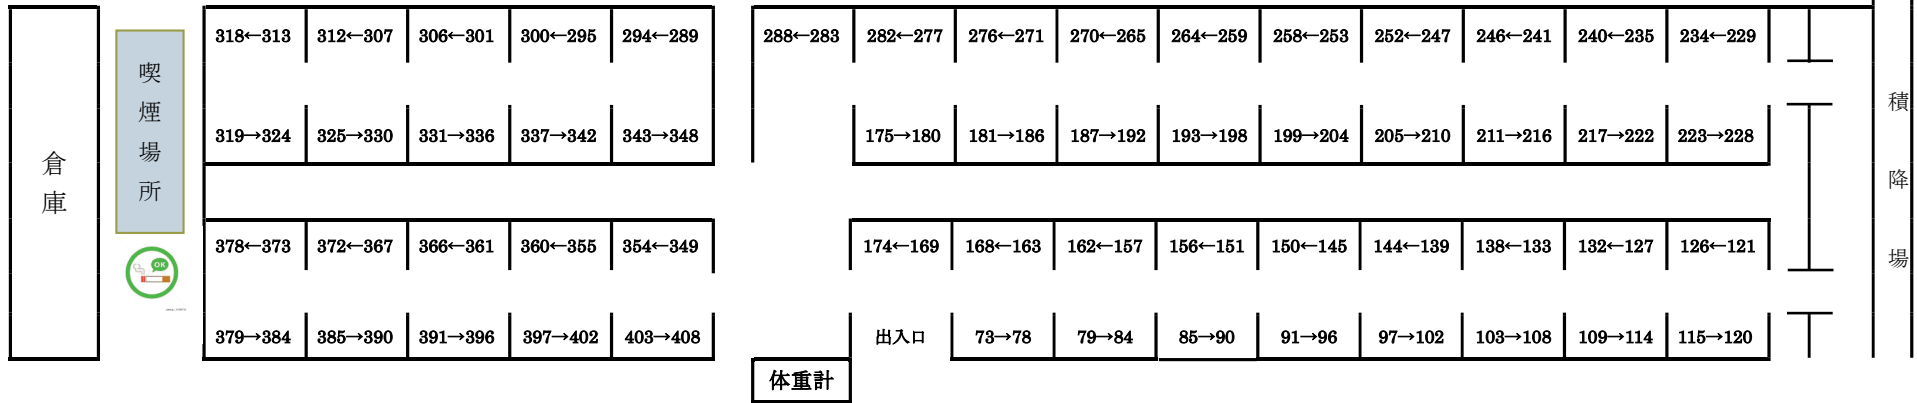 318←313 312←307 306←301 300←295 294←289 288←283 282←277 276←271 270←265 264←259 258←253 252←247 246←241 240←235 234←229
319→324 325→330 331→336 337→342 343→348 175→180 181→186 187→192 193→198 199→204 205→210 211→216 217→222 223→228
378←373 372←367 366←361 360←355 354←349 174←169 168←163 162←157 156←151 150←145 144←139 138←133 132←127 126←121
379→384 385→390 391→396 397→402 403→408 出入口 73→78 79→84 85→90 91→96 97→102 103→108 109→114 115→120
体重計
倉庫
喫煙場所
OK
積降場